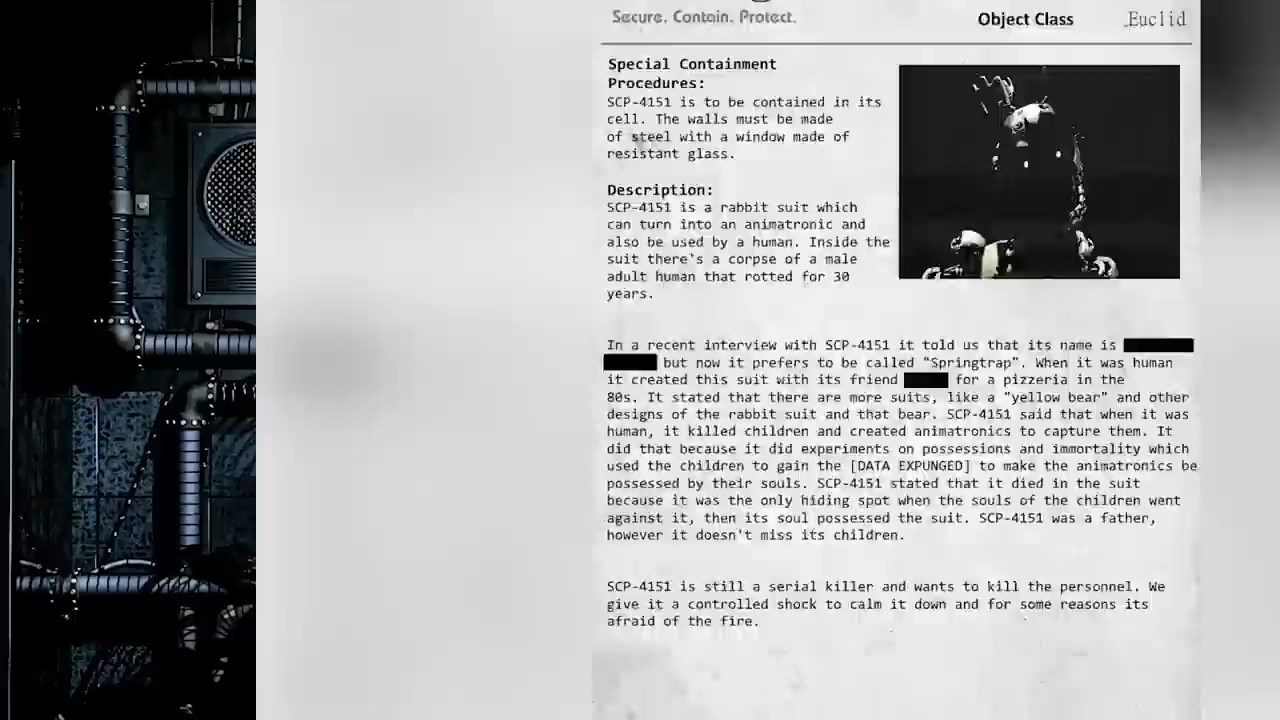 Secure. Contain. Protect.
Object Class
Euclid
Special Containment
Procedures:
SCP-4151 is to be contained in its
cell. The walls must be made
of steel with a window made of
resistant glass.
Description:
SCP-4151 is a rabbit suit which
can turn into an animatronic and
also be used by a human. Inside the
suit there's a corpse of a male
adult human that rotted for 30
years.
In a recent interview with SCP-4151 it told us that its name is
but now it prefers to be called "Springtrap". When it was human
it created this suit with its friend for a pizzeria in the
80s. It stated that there are more suits, like a "yellow bear" and other
designs of the rabbit suit and that bear. SCP-4151 said that when it was
human, it killed children and created animatronics to capture them. It
did that because it did experiments on possessions and immortality which
used the children to gain the [DATA EXPUNGED] to make the animatronics be
possessed by their souls. SCP-4151 stated that it died in the suit
because it was the only hiding spot when the souls of the children went
against it, then its soul possessed the suit. SCP-4151 was a father,
however it doesn't miss its children.
SCP-4151 is still a serial killer and wants to kill the personnel. We
give it a controlled shock to calm it down and for some reasons its
afraid of the fire.